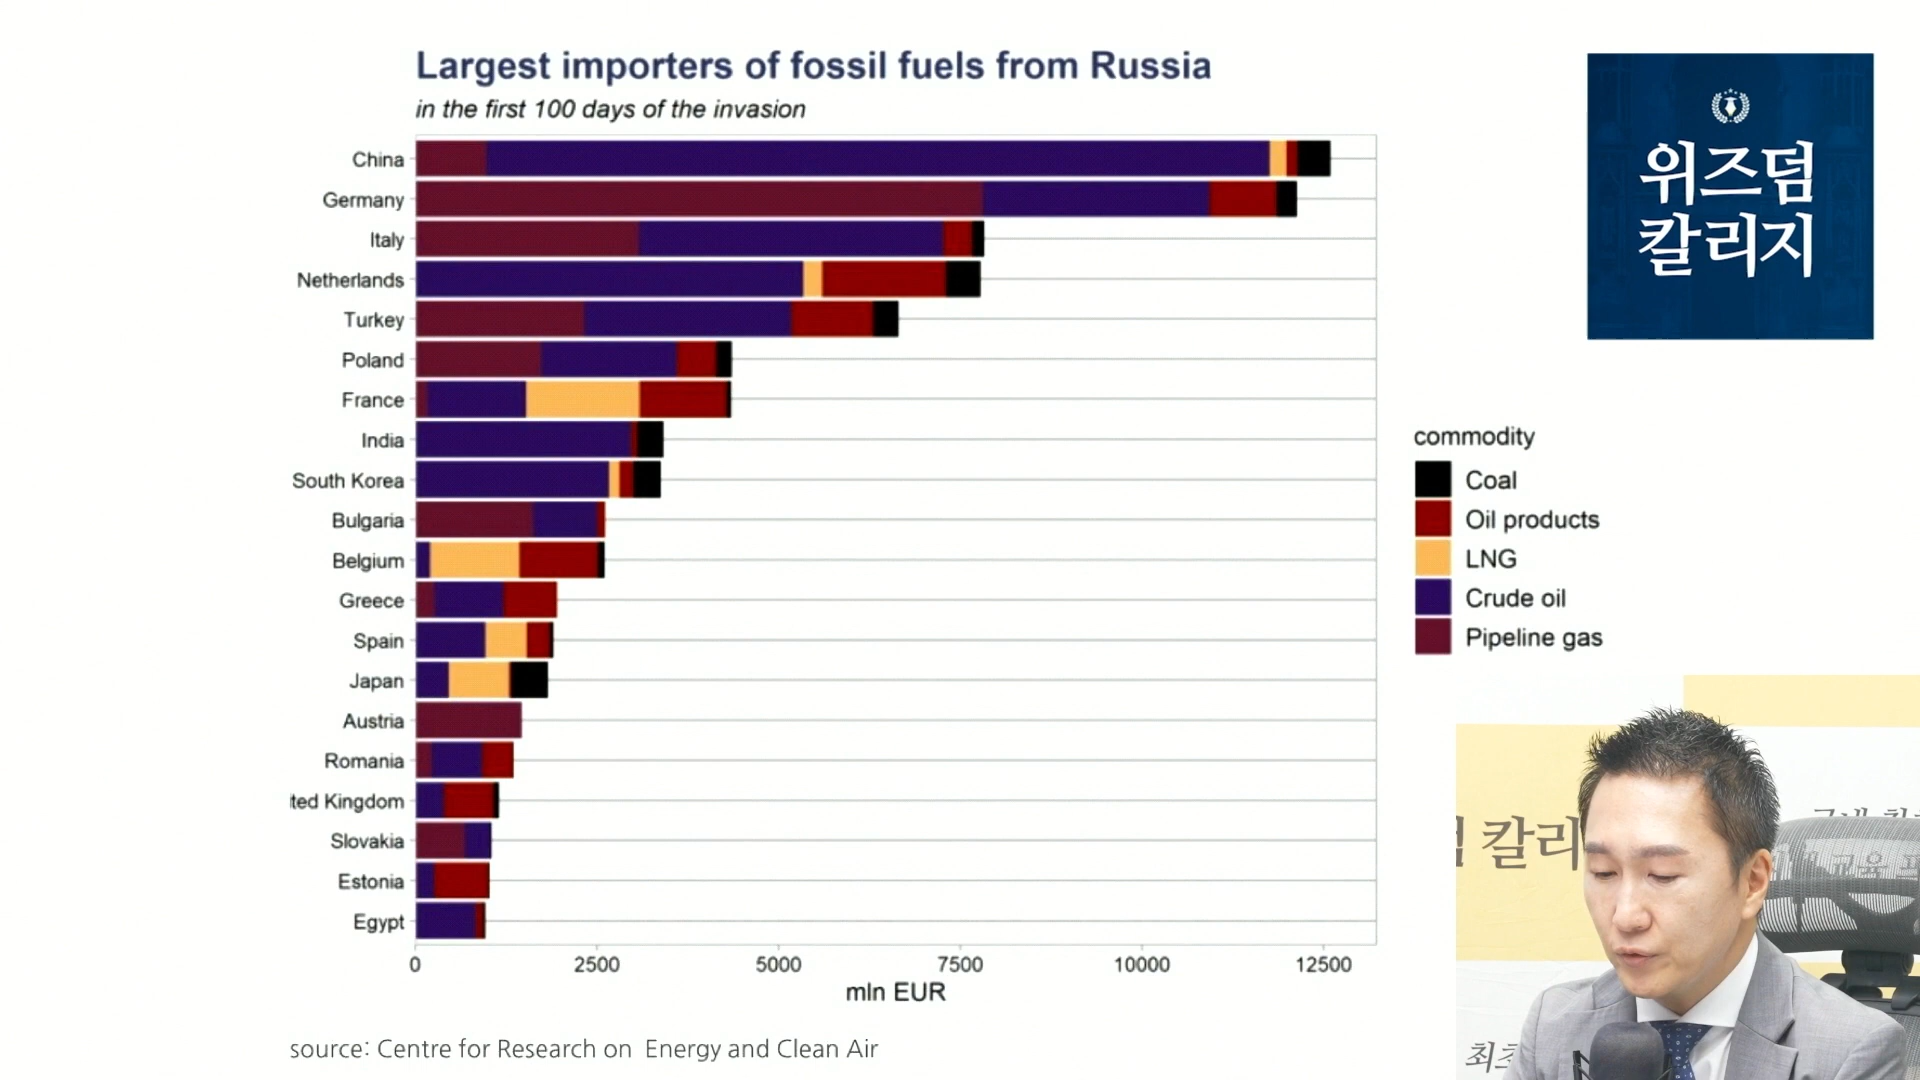 Largest importers of fossil fuels from Russia
in the first 100 days of the invasion
China
Germany
Italy
Netherlands
Turkey
Poland
France
India
South Korea
Bulgaria
Belgium
Greece
Spain
Japan
Austria
Romania
ted Kingdom
Slovakia
Estonia
Egypt
0 2500 5000 7500 10000 12500
mln EUR
source: Centre for Research on Energy and Clean Air
위즈덤
칼리지
commodity
Coal
Oil products
LNG
Crude oil
Pipeline gas
칼리
최초